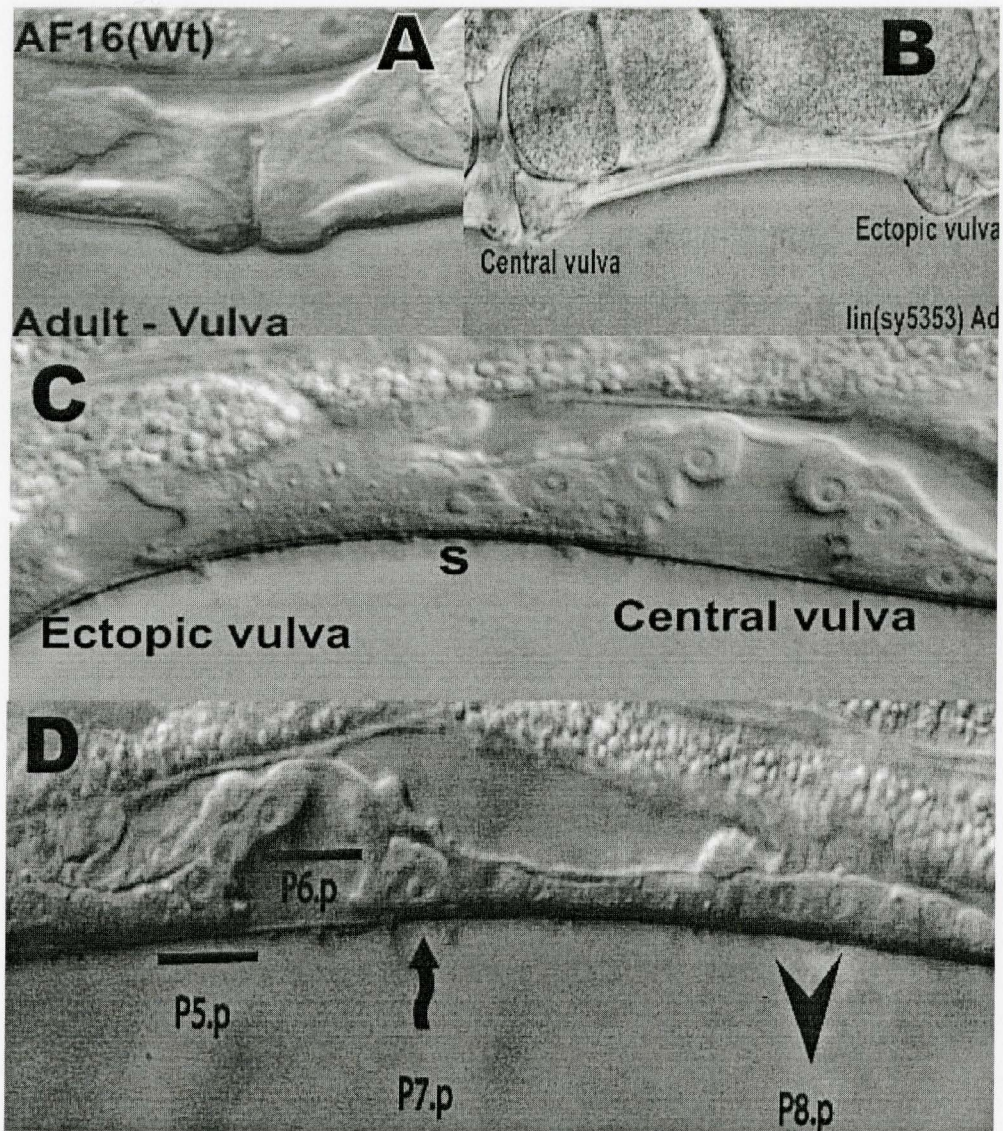 AF16(Wt)
A
B
Central vulva
Ectopic vulva
Adult - Vulva
lin(sy5353) Ad
C
S
Ectopic vulva
Central vulva
D
P6.p
P5.p
P7.p
P8.p